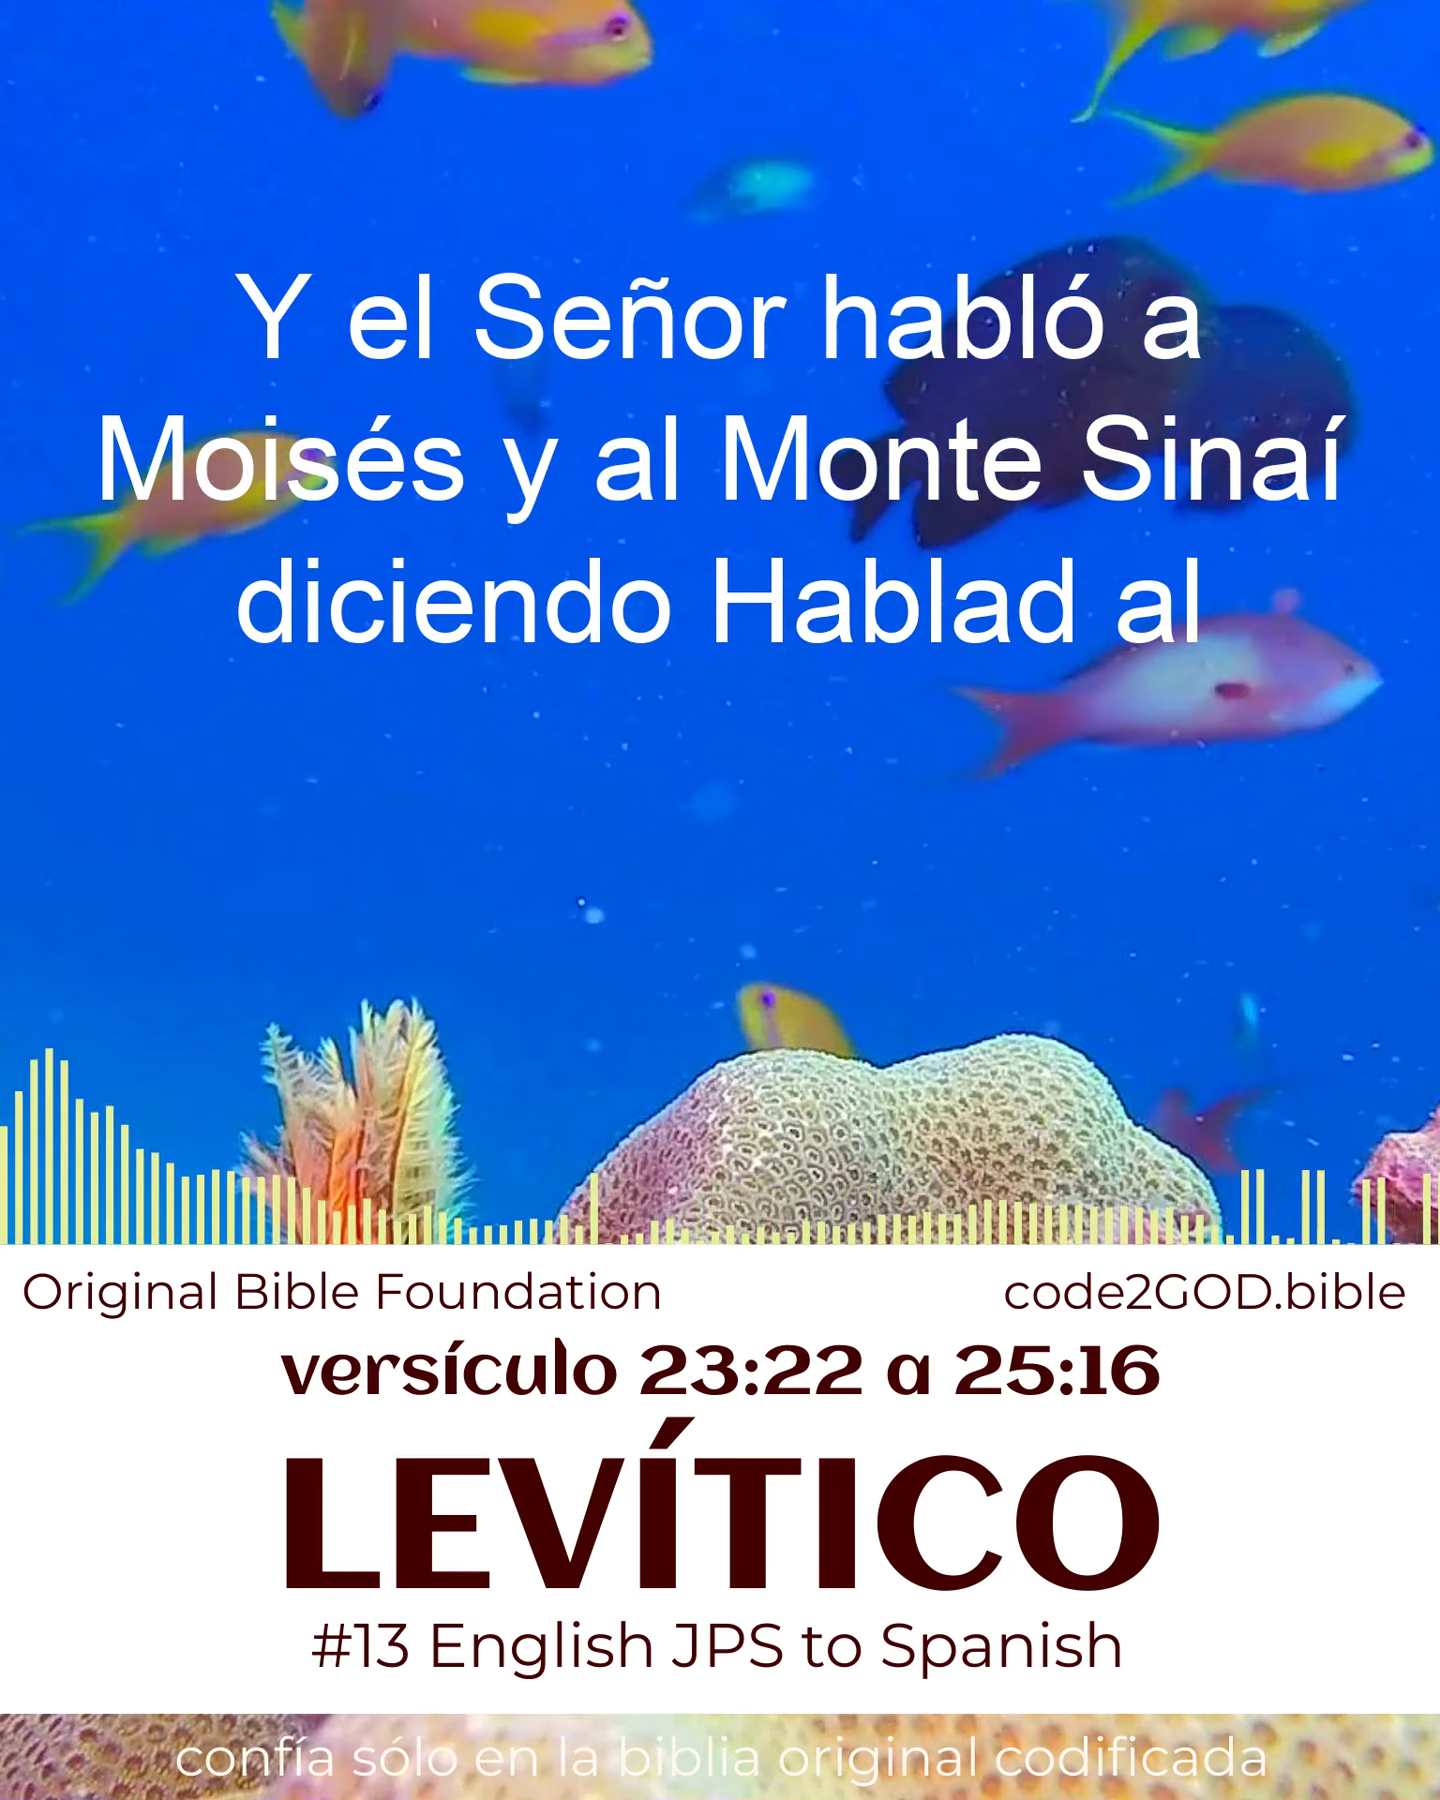 Y el Señor habló a
Moisés y al Monte Sinaí
diciendo Hablad al
Original Bible Foundation
code2GOD.bible
versículo 23:22 a 25:16
LEVÍTICO
#13 English JPS to Spanish
confía sólo en la biblia original codificada